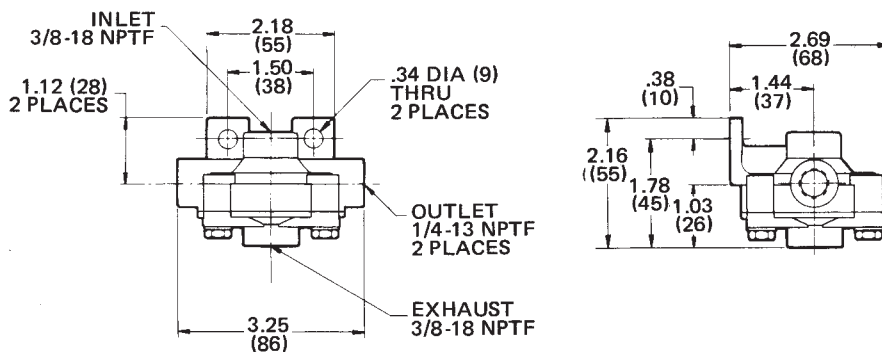 INLET
3/8-18 NPTF
2.18
(55)
1.50
(38)
1.12 (28)
2 PLACES
.34 DIA (9)
THRU
2 PLACES
OUTLET
1/4-13 NPTF
2 PLACES
EXHAUST
3/8-18 NPTF
3.25
(86)
2.69
(68)
.38
(10)
1.44
(37)
2.16
(55)
1.78
(45)
1.03
(26)